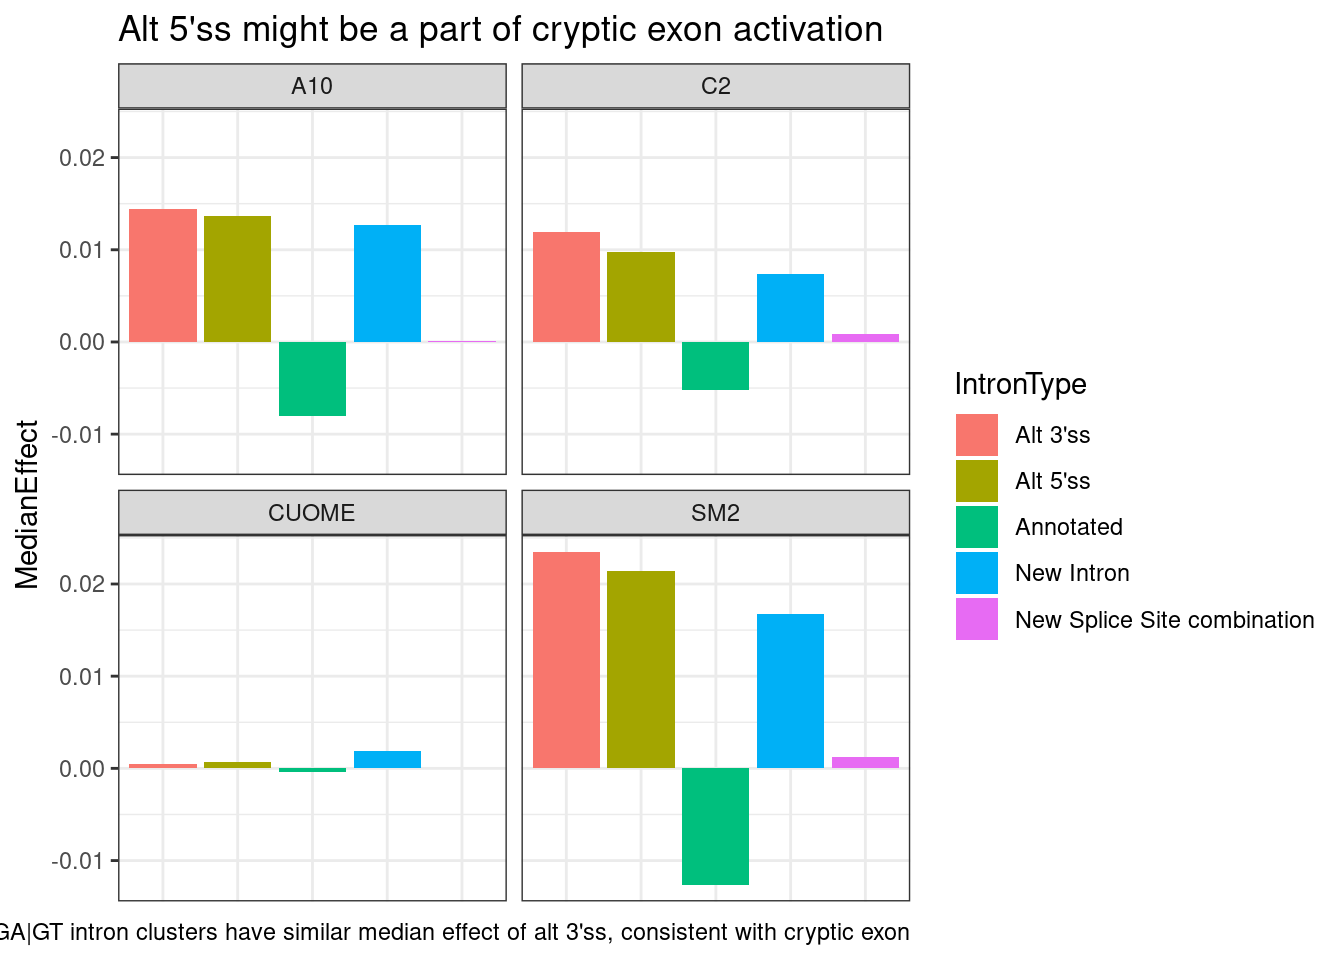 Alt 5'ss might be a part of cryptic exon activation
A10
C2
0.02
0.01
0.00
-0.01
MedianEffect
CUOME
SM2
0.02
0.01
0.00
-0.01
IntronType
Alt 3'ss
Alt 5'ss
Annotated
New Intron
New Splice Site combination
GA|GT intron clusters have similar median effect of alt 3'ss, consistent with cryptic exon